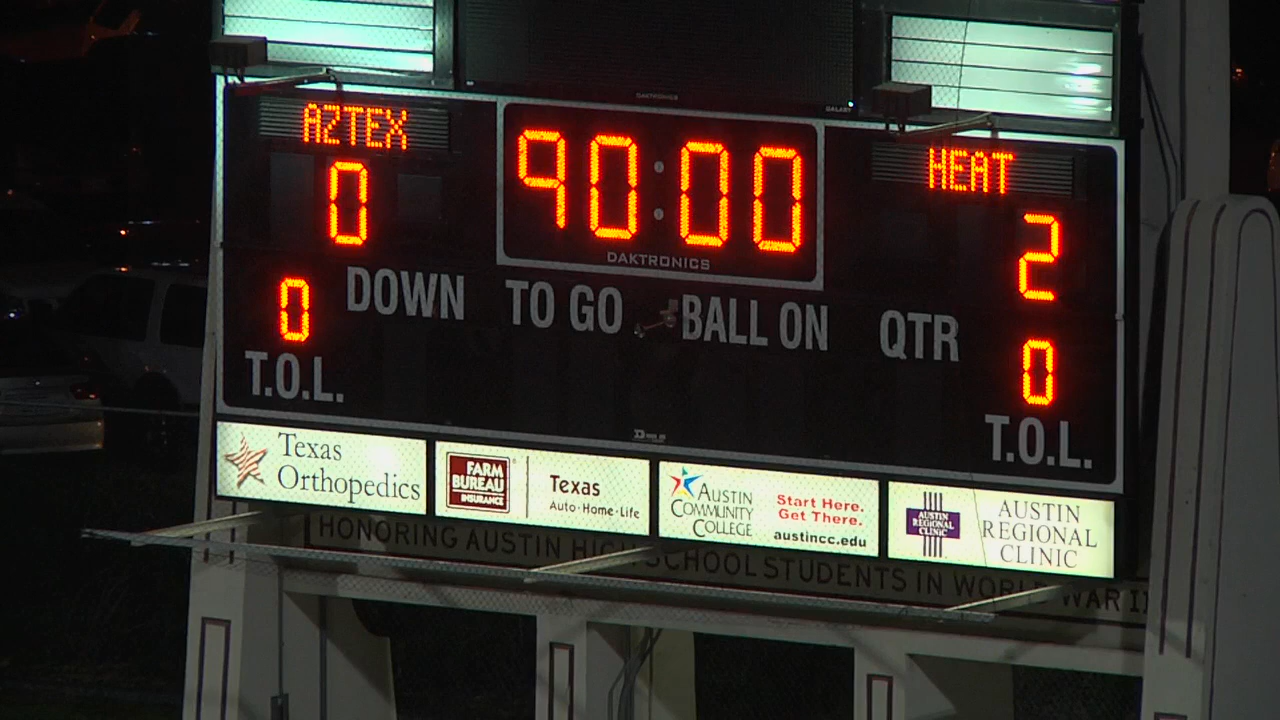 DAKTRONICS
GALAXY
AZTEX
90:00
HEAT
0
2
DAKTRONICS
0
DOWN
TO GO
BALL ON
QTR
0
T.O.L.
T.O.L.
Texas
Orthopedics
FARM
BUREAU
INSURANCE
Texas
Auto·Home·Life
AUSTIN
COMMUNITY
COLLEGE
Start Here.
Get There.
austincc.edu
AUSTIN
REGIONAL
CLINIC
AUSTIN
REGIONAL
CLINIC
HONORING AUSTIN HIGH SCHOOL STUDENTS IN WORLD WAR II